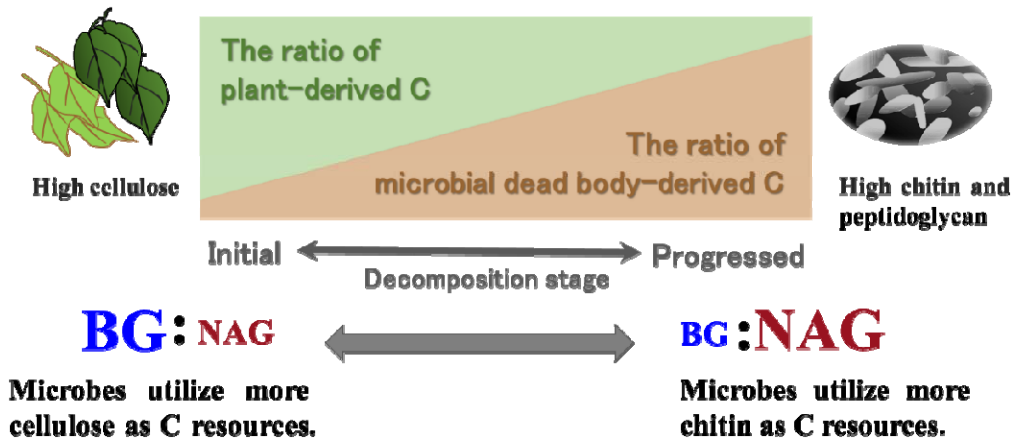 The ratio of
plant-derived C
The ratio of
microbial dead body-derived C
High cellulose
High chitin and
peptidoglycan
Initial
Progressed
Decomposition stage
BG:NAG
BG:NAG
Microbes utilize more
cellulose as C resources.
Microbes utilize more
chitin as C resources.